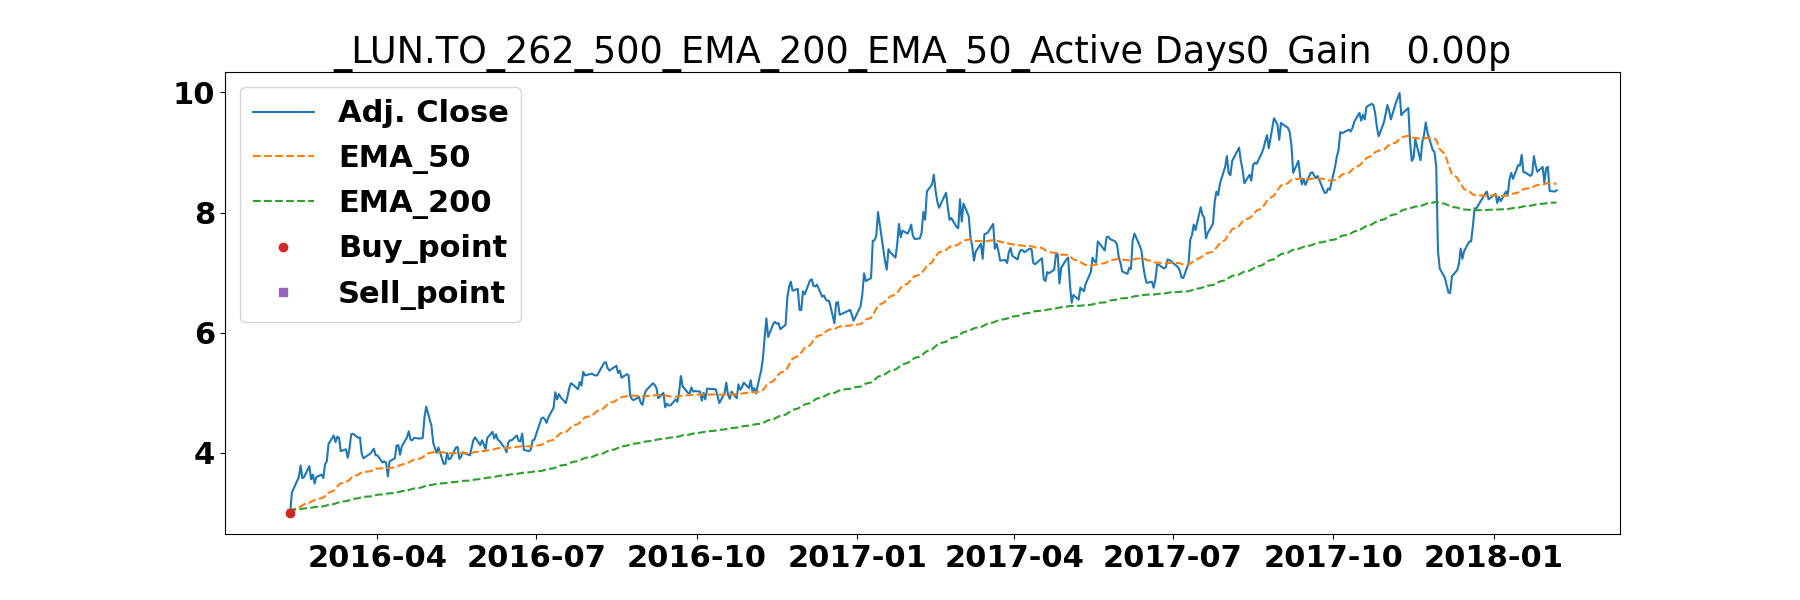 _LUN.TO_262_500_EMA_200_EMA_50_Active Days0_Gain   0.00p
10
8
6
4
Adj. Close
EMA_50
EMA_200
Buy_point
Sell_point
2016-04 2016-07 2016-10 2017-01 2017-04 2017-07 2017-10 2018-01